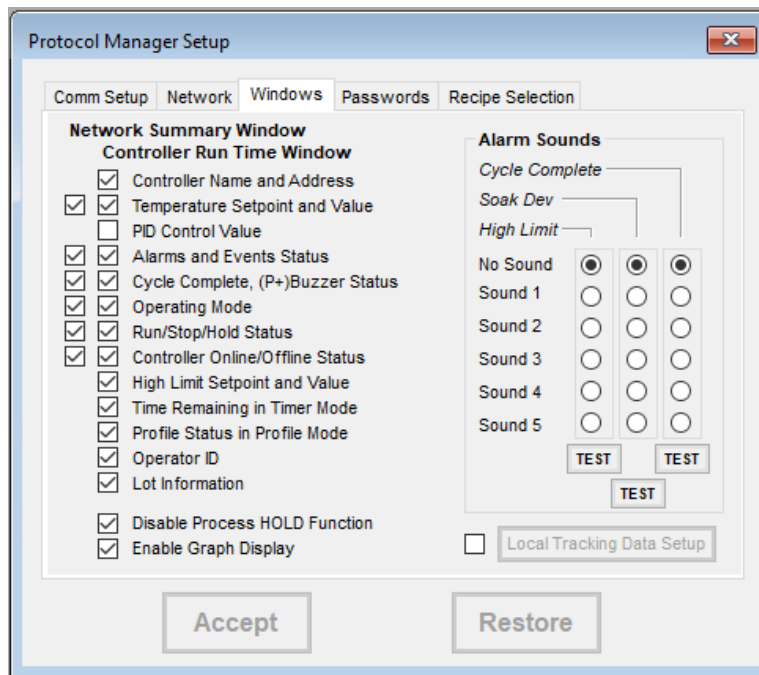 Protocol Manager Setup
Comm Setup Network Windows Passwords Recipe Selection
Network Summary Window
Controller Run Time Window
Controller Name and Address
Temperature Setpoint and Value
PID Control Value
Alarms and Events Status
Cycle Complete, (P+)Buzzer Status
Operating Mode
Run/Stop/Hold Status
Controller Online/Offline Status
High Limit Setpoint and Value
Time Remaining in Timer Mode
Profile Status in Profile Mode
Operator ID
Lot Information
Disable Process HOLD Function
Enable Graph Display
Alarm Sounds
Cycle Complete
Soak Dev
High Limit
No Sound
Sound 1
Sound 2
Sound 3
Sound 4
Sound 5
TEST TEST
TEST
Local Tracking Data Setup
Accept Restore